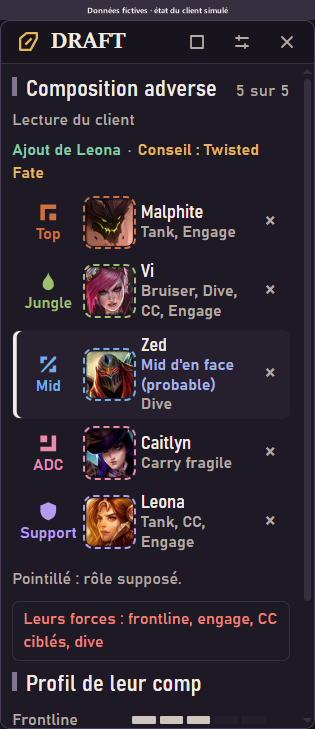 Données fictives · état du client simulé
DRAFT
Composition adverse 5 sur 5
Lecture du client
Ajout de Leona · Conseil : Twisted
Fate
Top
Malphite
Tank, Engage
×
Jungle
Vi
Bruiser, Dive,
CC, Engage
×
Mid
Zed
Mid d'en face
(probable)
Dive
×
ADC
Caitlyn
Carry fragile
×
Support
Leona
Tank, CC,
Engage
×
Pointillé : rôle supposé.
Leurs forces : frontline, engage, CC
ciblés, dive
Profil de leur comp
Frontline